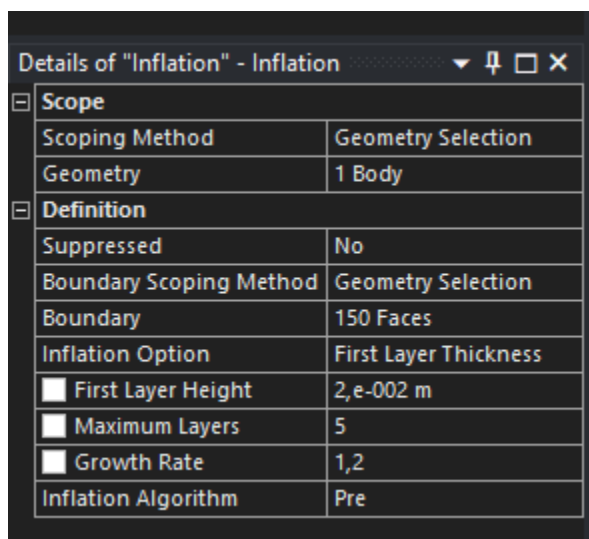 Details of "Inflation" - Inflation
Scope
Scoping Method Geometry Selection
Geometry 1 Body
Definition
Suppressed No
Boundary Scoping Method Geometry Selection
Boundary 150 Faces
Inflation Option First Layer Thickness
First Layer Height 2,e-002 m
Maximum Layers 5
Growth Rate 1,2
Inflation Algorithm Pre